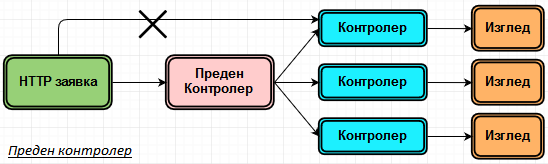 Контролер
Изглед
HTTP заявка
Преден
Контролер
Контролер
Изглед
Контролер
Изглед
Преден контролер